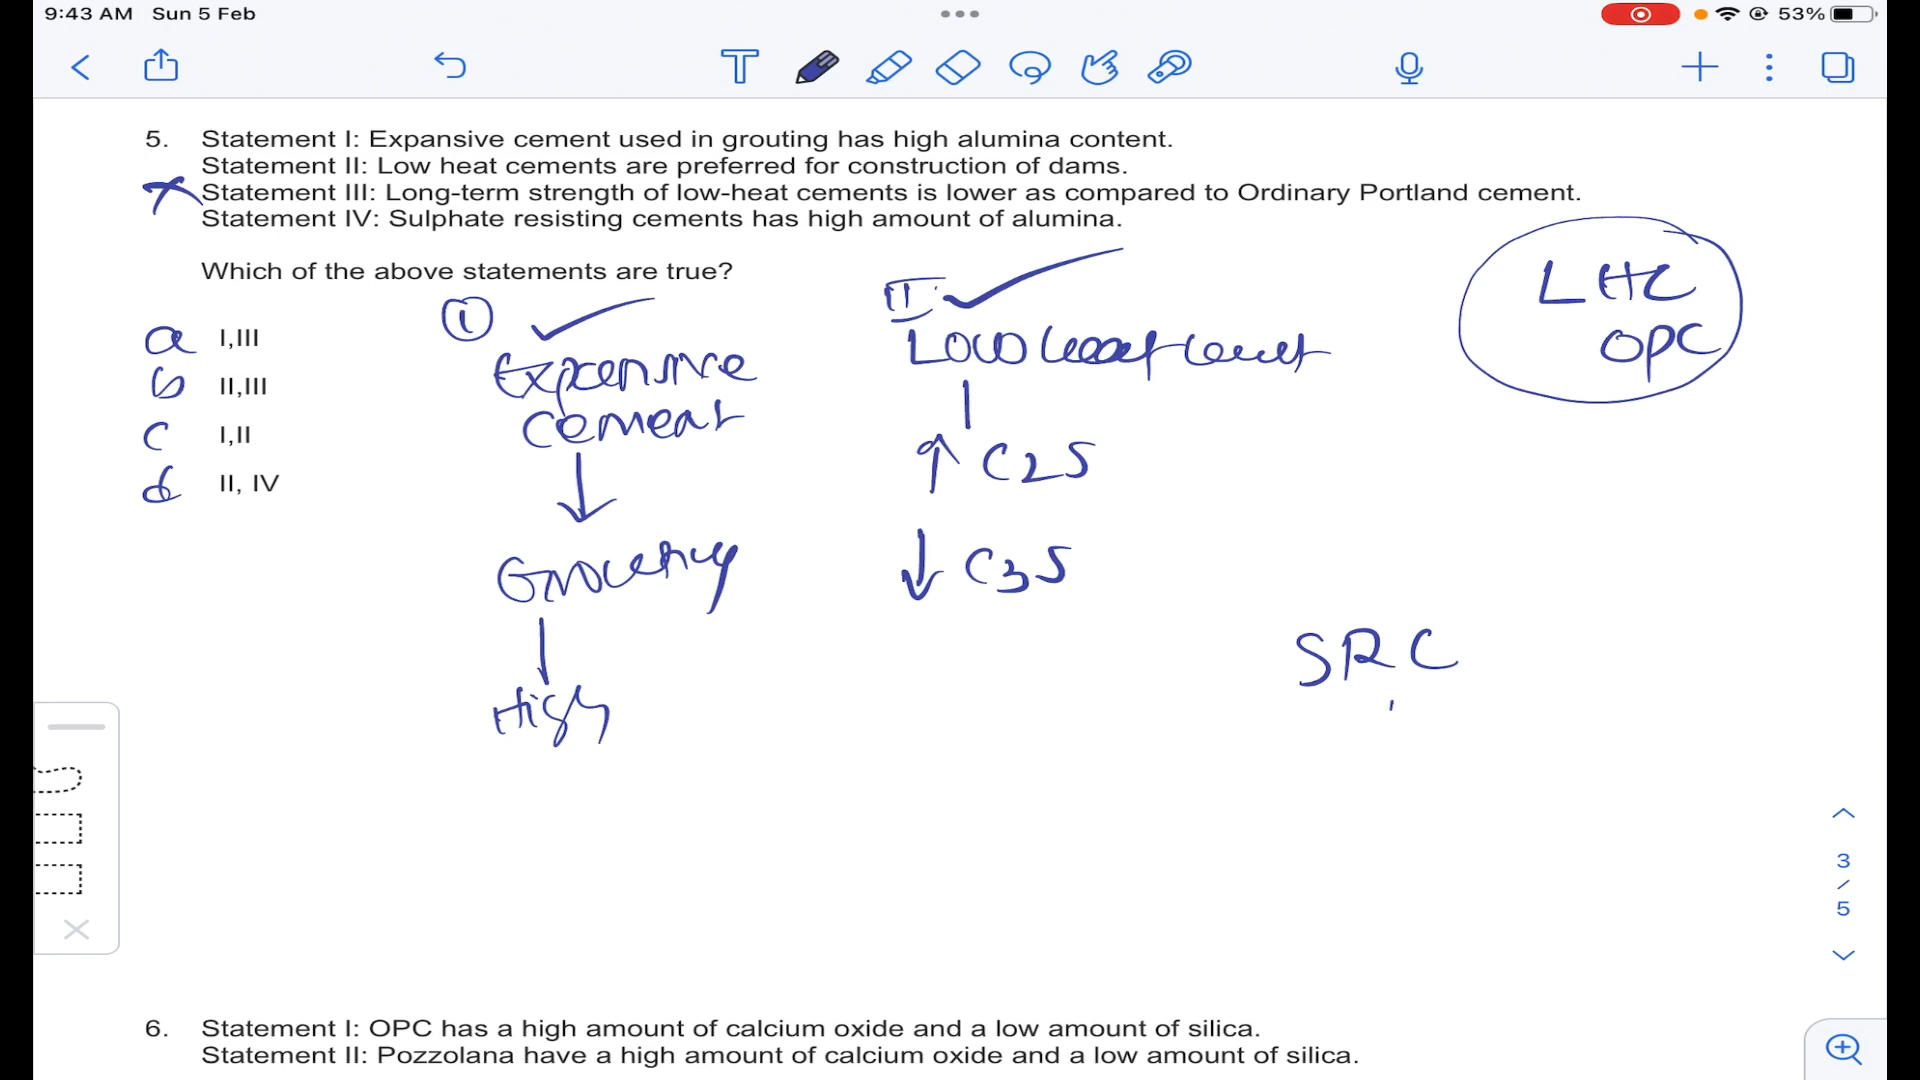 9:43 AM Sun 5 Feb
53%
5. Statement I: Expansive cement used in grouting has high alumina content.
Statement II: Low heat cements are preferred for construction of dams.
Statement III: Long-term strength of low-heat cements is lower as compared to Ordinary Portland cement.
Statement IV: Sulphate resisting cements has high amount of alumina.
Which of the above statements are true?
a I,III
b II,III
c I,II
d II, IV
I
Expansive
cement
High
II
Low heat
↑ C2S
↓ C3S
LHC
OPC
SRC
3
/
5
6. Statement I: OPC has a high amount of calcium oxide and a low amount of silica.
Statement II: Pozzolana have a high amount of calcium oxide and a low amount of silica.